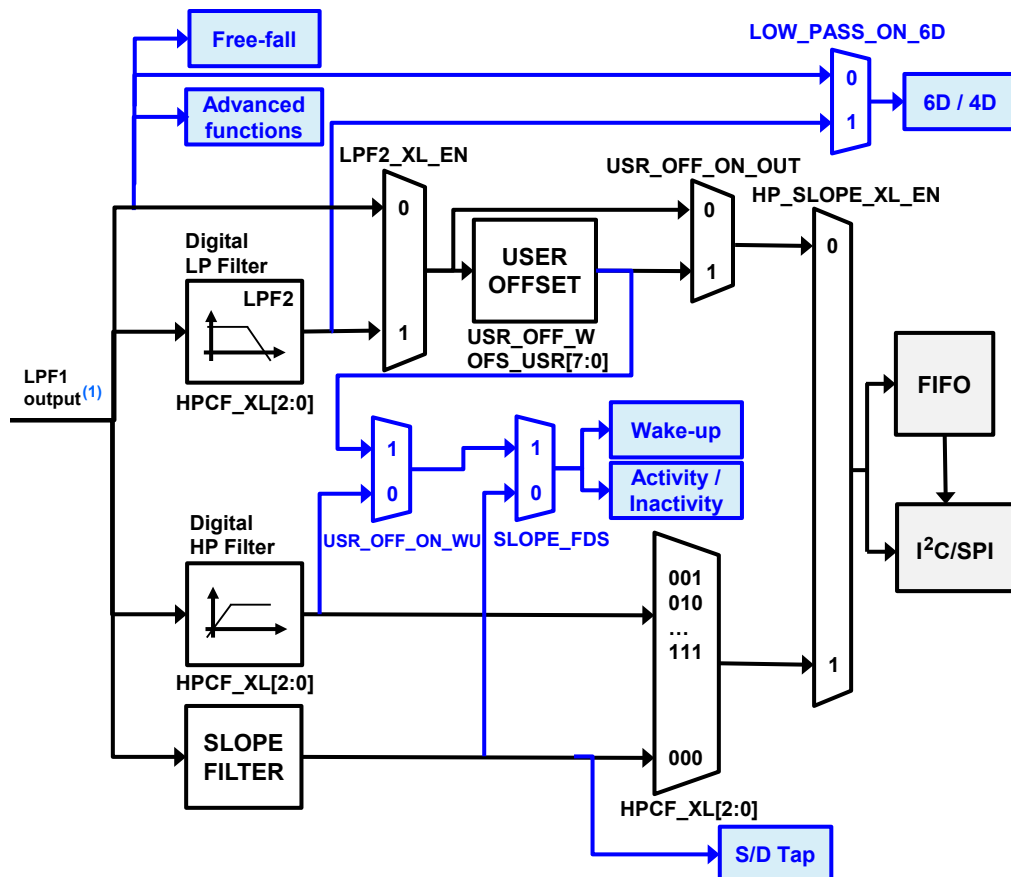 Free-fall
LOW_PASS_ON_6D
0
1
6D / 4D
Advanced
functions
LPF2_XL_EN
0
1
USR_OFF_ON_OUT
0
1
HP_SLOPE_XL_EN
0
1
Digital
LP Filter
LPF2
HPCF_XL[2:0]
USER
OFFSET
USR_OFF_W
OFS_USR[7:0]
LPF1
output(1)
FIFO
I2C/SPI
1
0
USR_OFF_ON_WU
1
0
SLOPE_FDS
Wake-up
Activity /
Inactivity
Digital
HP Filter
HPCF_XL[2:0]
001
010
...
111
000
HPCF_XL[2:0]
SLOPE
FILTER
S/D Tap